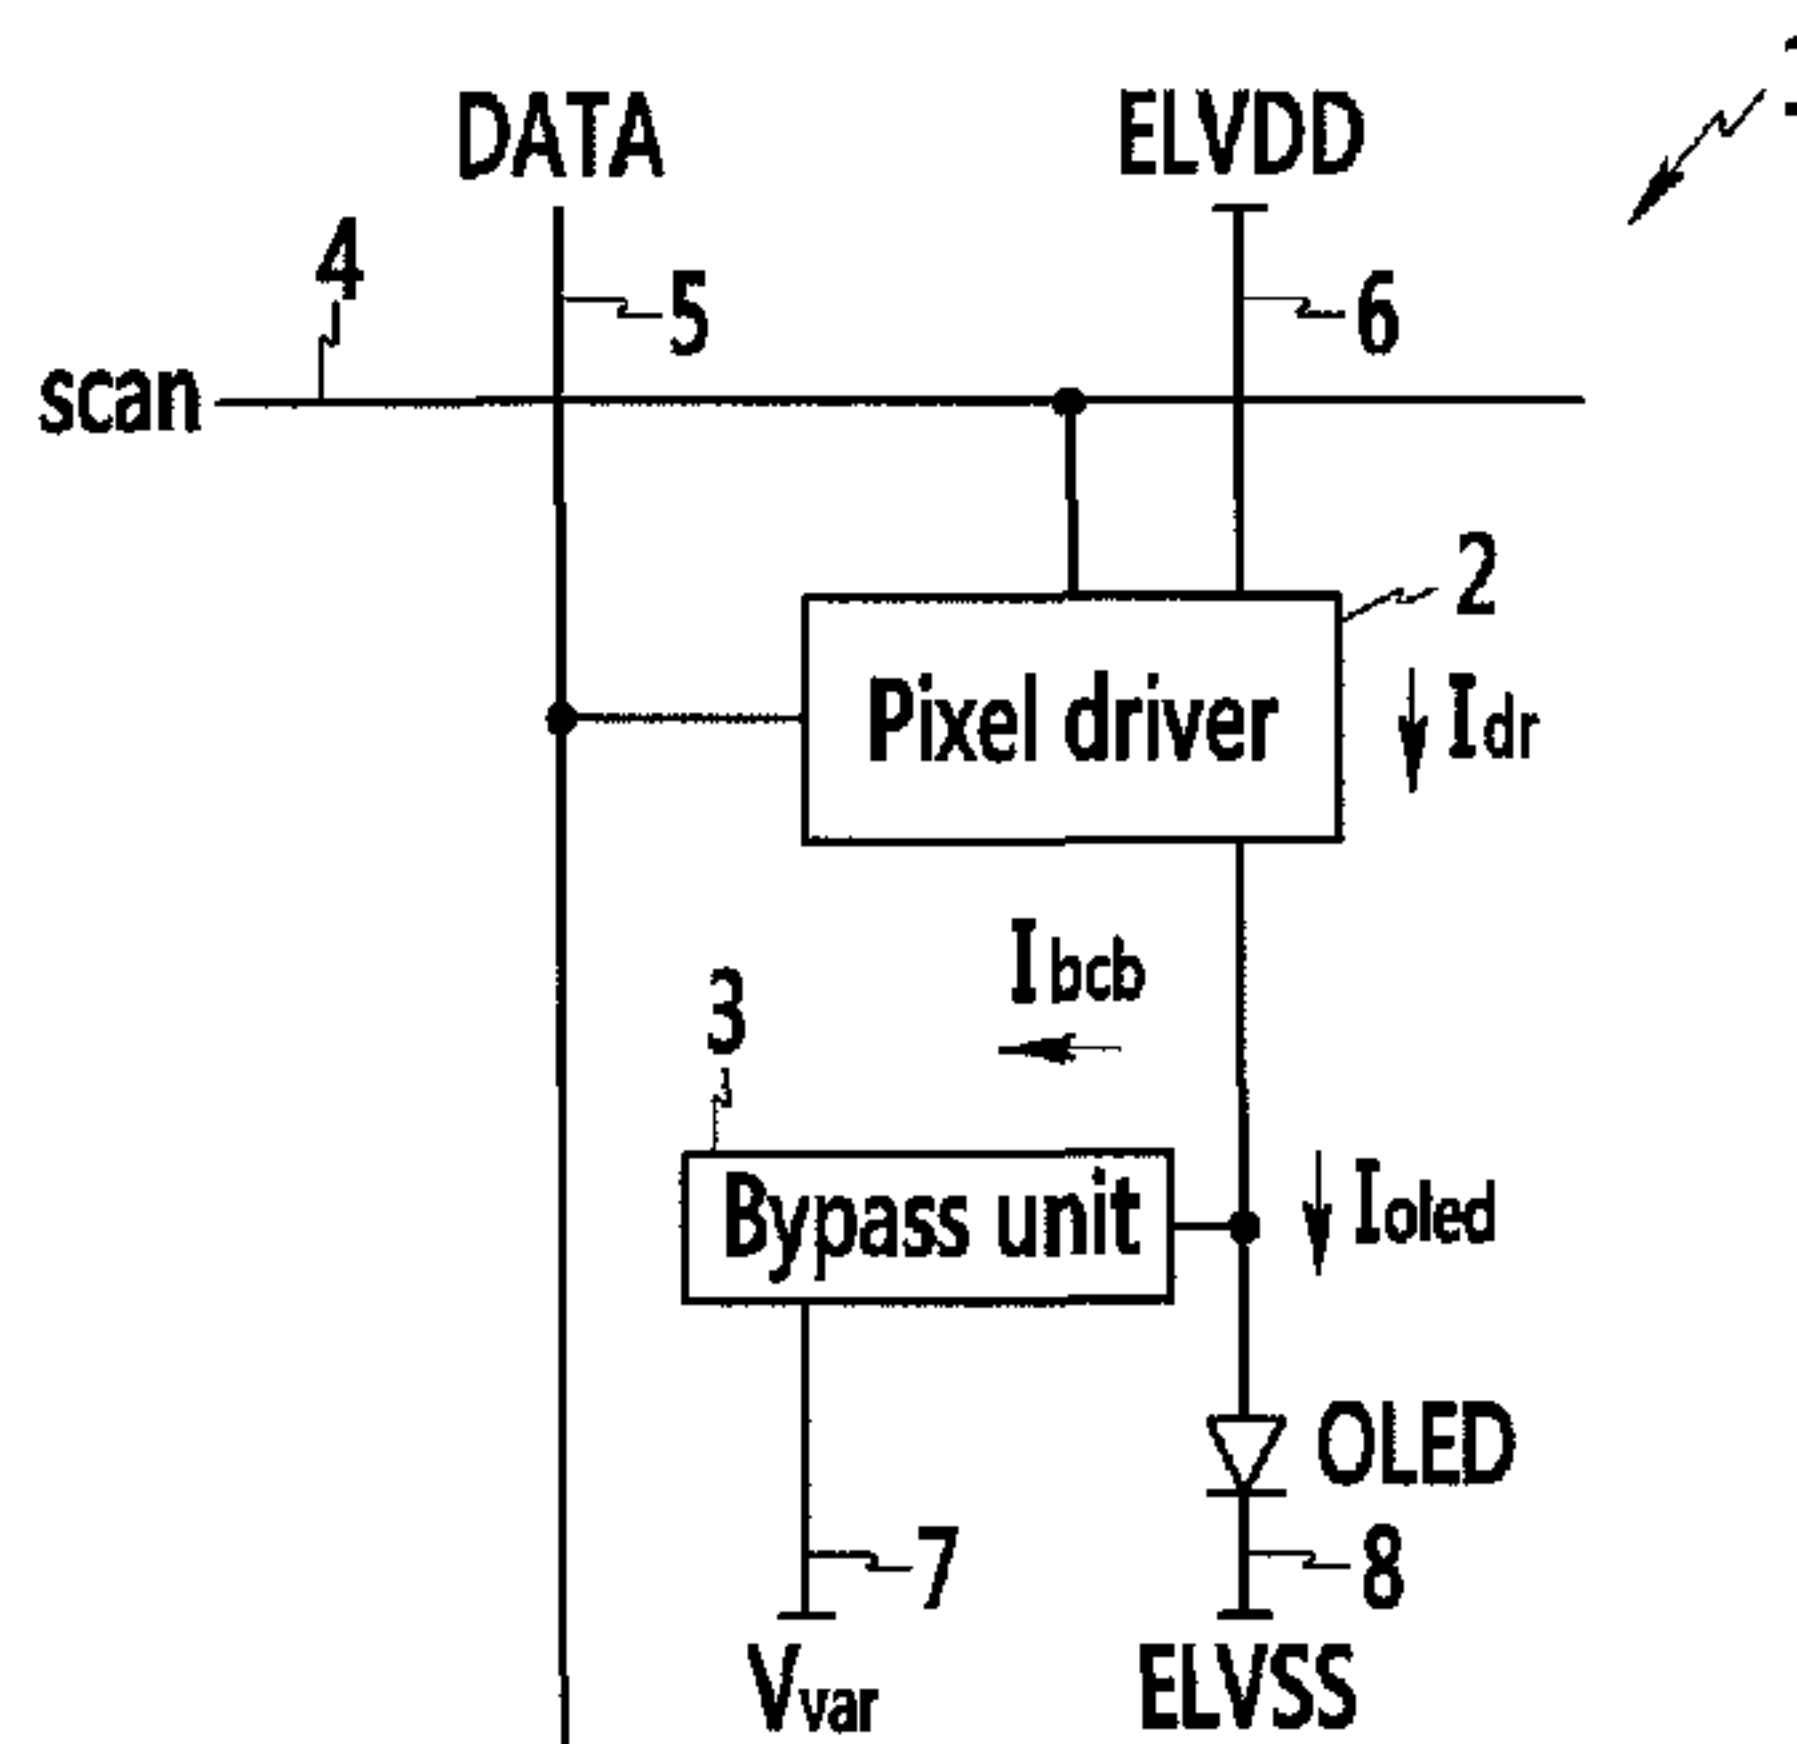 1
DATA
ELVDD
4
5
6
scan
2
Pixel driver
Idr
Ibcb
3
Bypass unit
Ioled
OLED
7
8
Vvar
ELVSS